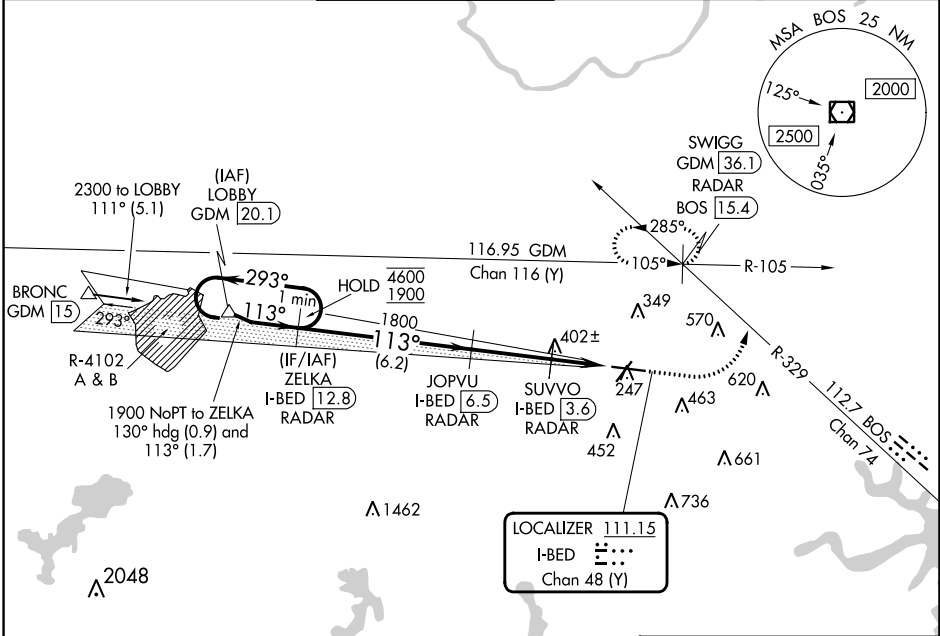 MSA BOS 25 NM
125°
2000
2500
035°
SWIGG
GDM 36.1
RADAR
BOS 15.4
(IAF)
LOBBY
GDM 20.1
2300 to LOBBY
111° (5.1)
285°
105°
116.95 GDM
Chan 116 (Y)
R-105
HOLD
4600
1900
293°
1 min
113°
BRONC
GDM 15
293°
1800
113°
(6.2)
349
570
402±
R-4102
A & B
(IF/IAF)
ZELKA
I-BED 12.8
RADAR
JOPVU
I-BED 6.5
RADAR
SUVVO
I-BED 3.6
RADAR
247
R-329
620
463
112.7 BOS
Chan 74
1900 NoPT to ZELKA
130° hdg (0.9) and
113° (1.7)
452
661
736
1462
LOCALIZER 111.15
I-BED
Chan 48 (Y)
2048